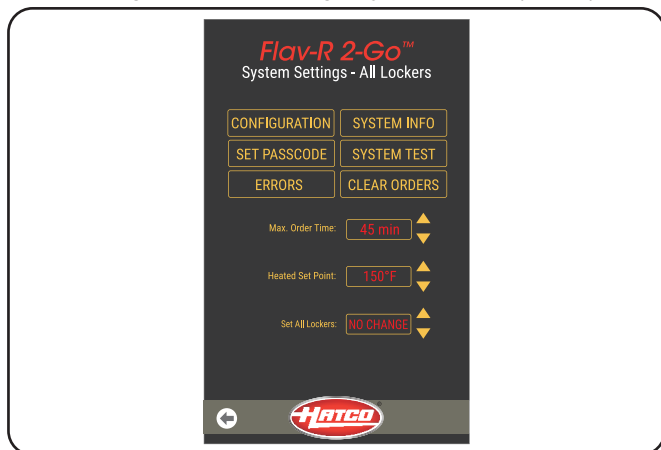 Flav-R 2-Go™
System Settings - All Lockers
CONFIGURATION SYSTEM INFO
SET PASSCODE SYSTEM TEST
ERRORS CLEAR ORDERS
Max. Order Time: 45 min
Heated Set Point: 150°F
Set All Lockers: NO CHANGE
HATCO